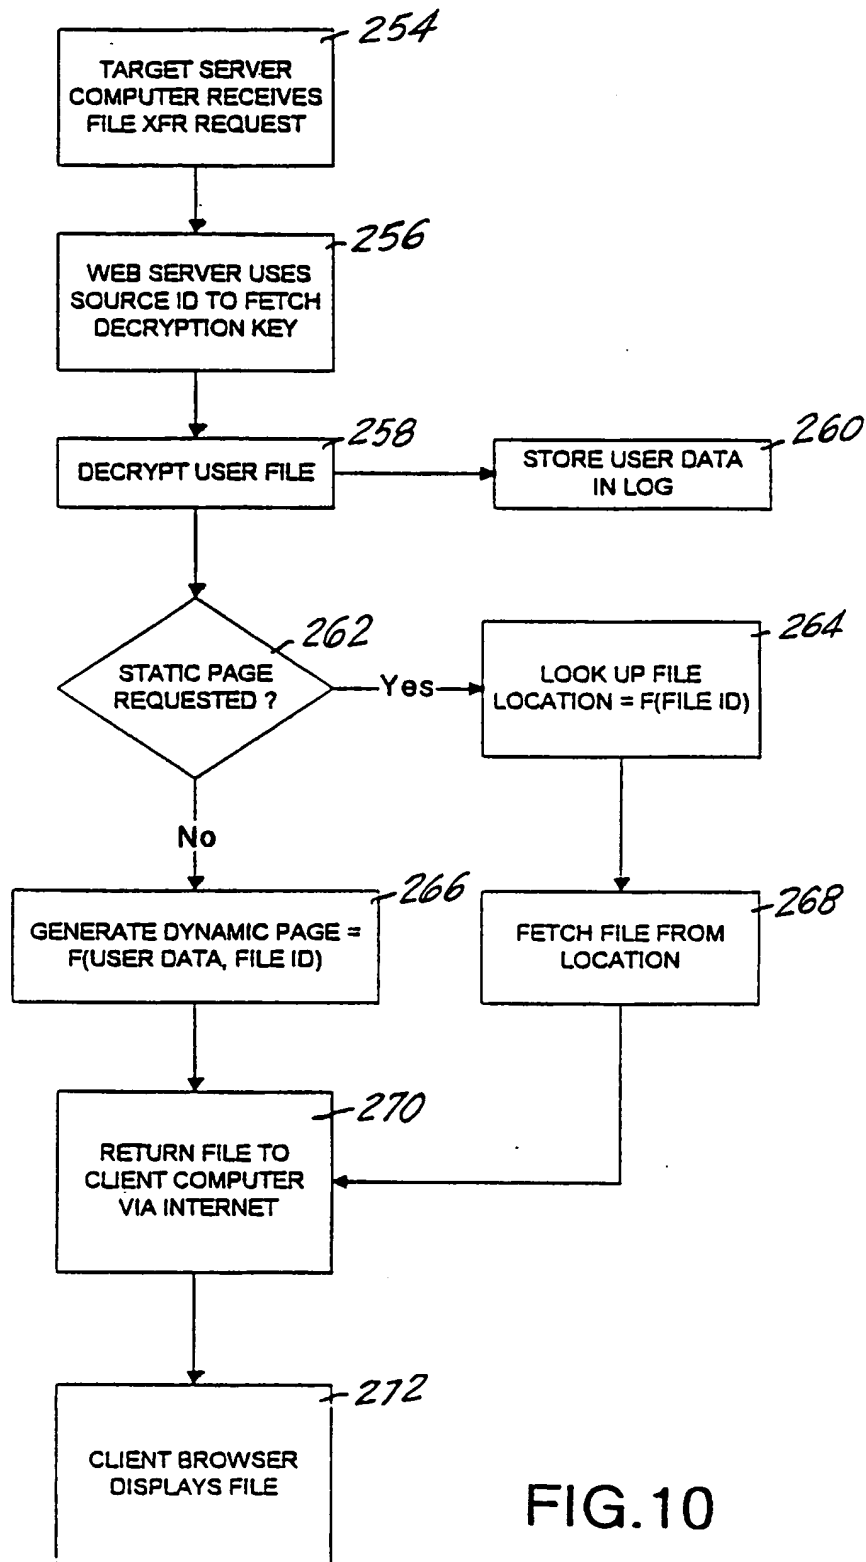 254
TARGET SERVER
COMPUTER RECEIVES
FILE XFR REQUEST
256
WEB SERVER USES
SOURCE ID TO FETCH
DECRYPTION KEY
258
DECRYPT USER FILE
260
STORE USER DATA
IN LOG
262
STATIC PAGE
REQUESTED ?
Yes
264
LOOK UP FILE
LOCATION = F(FILE ID)
No
266
GENERATE DYNAMIC PAGE =
F(USER DATA, FILE ID)
268
FETCH FILE FROM
LOCATION
270
RETURN FILE TO
CLIENT COMPUTER
VIA INTERNET
272
CLIENT BROWSER
DISPLAYS FILE
FIG.10